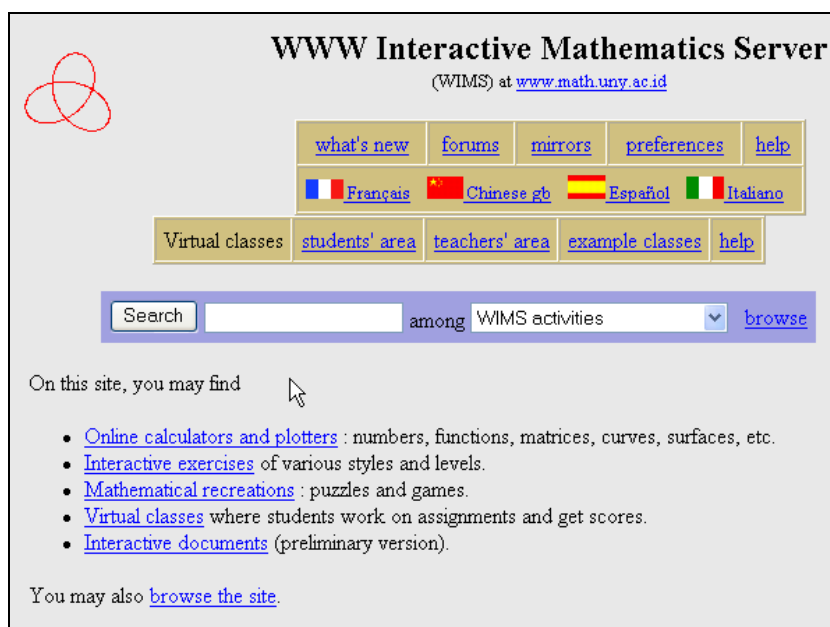 WWW Interactive Mathematics Server
(WIMS) at www.math.uny.ac.id
what's new forums mirrors preferences help
Français Chinese gb Español Italiano
Virtual classes students' area teachers' area example classes help
Search among WIMS activities browse
On this site, you may find
• Online calculators and plotters : numbers, functions, matrices, curves, surfaces, etc.
• Interactive exercises of various styles and levels.
• Mathematical recreations : puzzles and games.
• Virtual classes where students work on assignments and get scores.
• Interactive documents (preliminary version).
You may also browse the site.